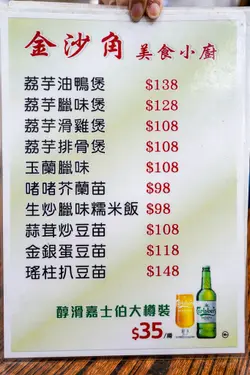 金沙角 美食小廚
荔芋油鴨煲 $138
荔芋臘味煲 $128
荔芋滑雞煲 $108
荔芋排骨煲 $108
玉蘭臘味 $108
啫啫芥蘭苗 $98
生炒臘味糯米飯 $98
蒜茸炒豆苗 $108
金銀蛋豆苗 $118
瑤柱扒豆苗 $148
醇滑嘉士伯大樽裝
$35/樽
Carlsberg